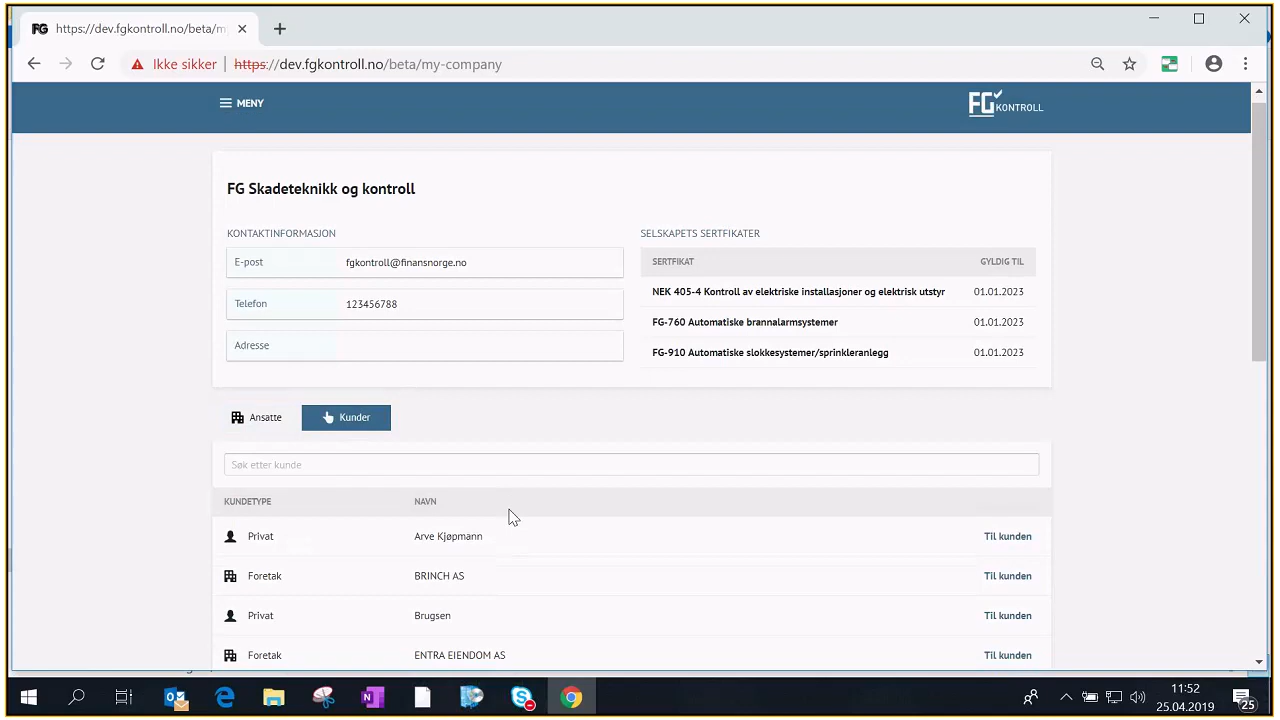 FG
https://dev.fgkontroll.no/beta/m
Ikke sikker
https://dev.fgkontroll.no/beta/my-company
MENY
FG KONTROLL
FG Skadeteknikk og kontroll
KONTAKTINFORMASJON
SELSKAPETS SERTFIKATER
E-post fgkontroll@finansnorge.no
SERTFIKAT GYLDIG TIL
NEK 405-4 Kontroll av elektriske installasjoner og elektrisk utstyr 01.01.2023
Telefon 123456788
FG-760 Automatiske brannalarmsystemer 01.01.2023
Adresse
FG-910 Automatiske slokkesystemer/sprinkleranlegg 01.01.2023
Ansatte
Kunder
Søk etter kunde
KUNDETYPE NAVN
Privat Arve Kjøpmann Til kunden
Foretak BRINCH AS Til kunden
Privat Brugsen Til kunden
Foretak ENTRA EIENDOM AS Til kunden
11:52
25.04.2019
25